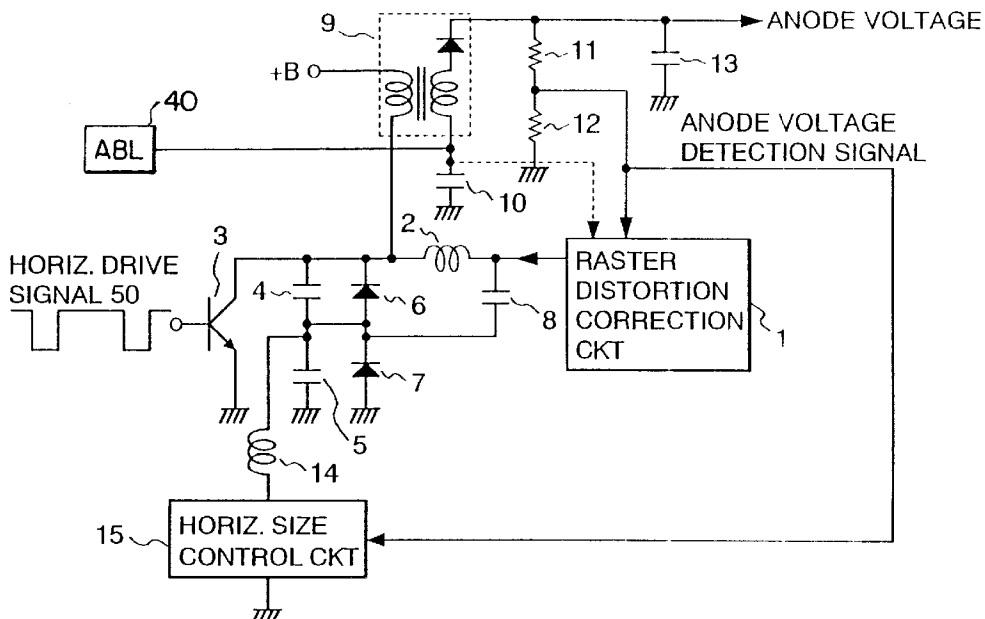 9
ANODE VOLTAGE
11
13
+B
40
12
ABL
ANODE VOLTAGE
DETECTION SIGNAL
10
2
3
HORIZ. DRIVE
SIGNAL 50
4
6
8
RASTER
DISTORTION
CORRECTION
CKT
1
7
5
14
15
HORIZ. SIZE
CONTROL CKT